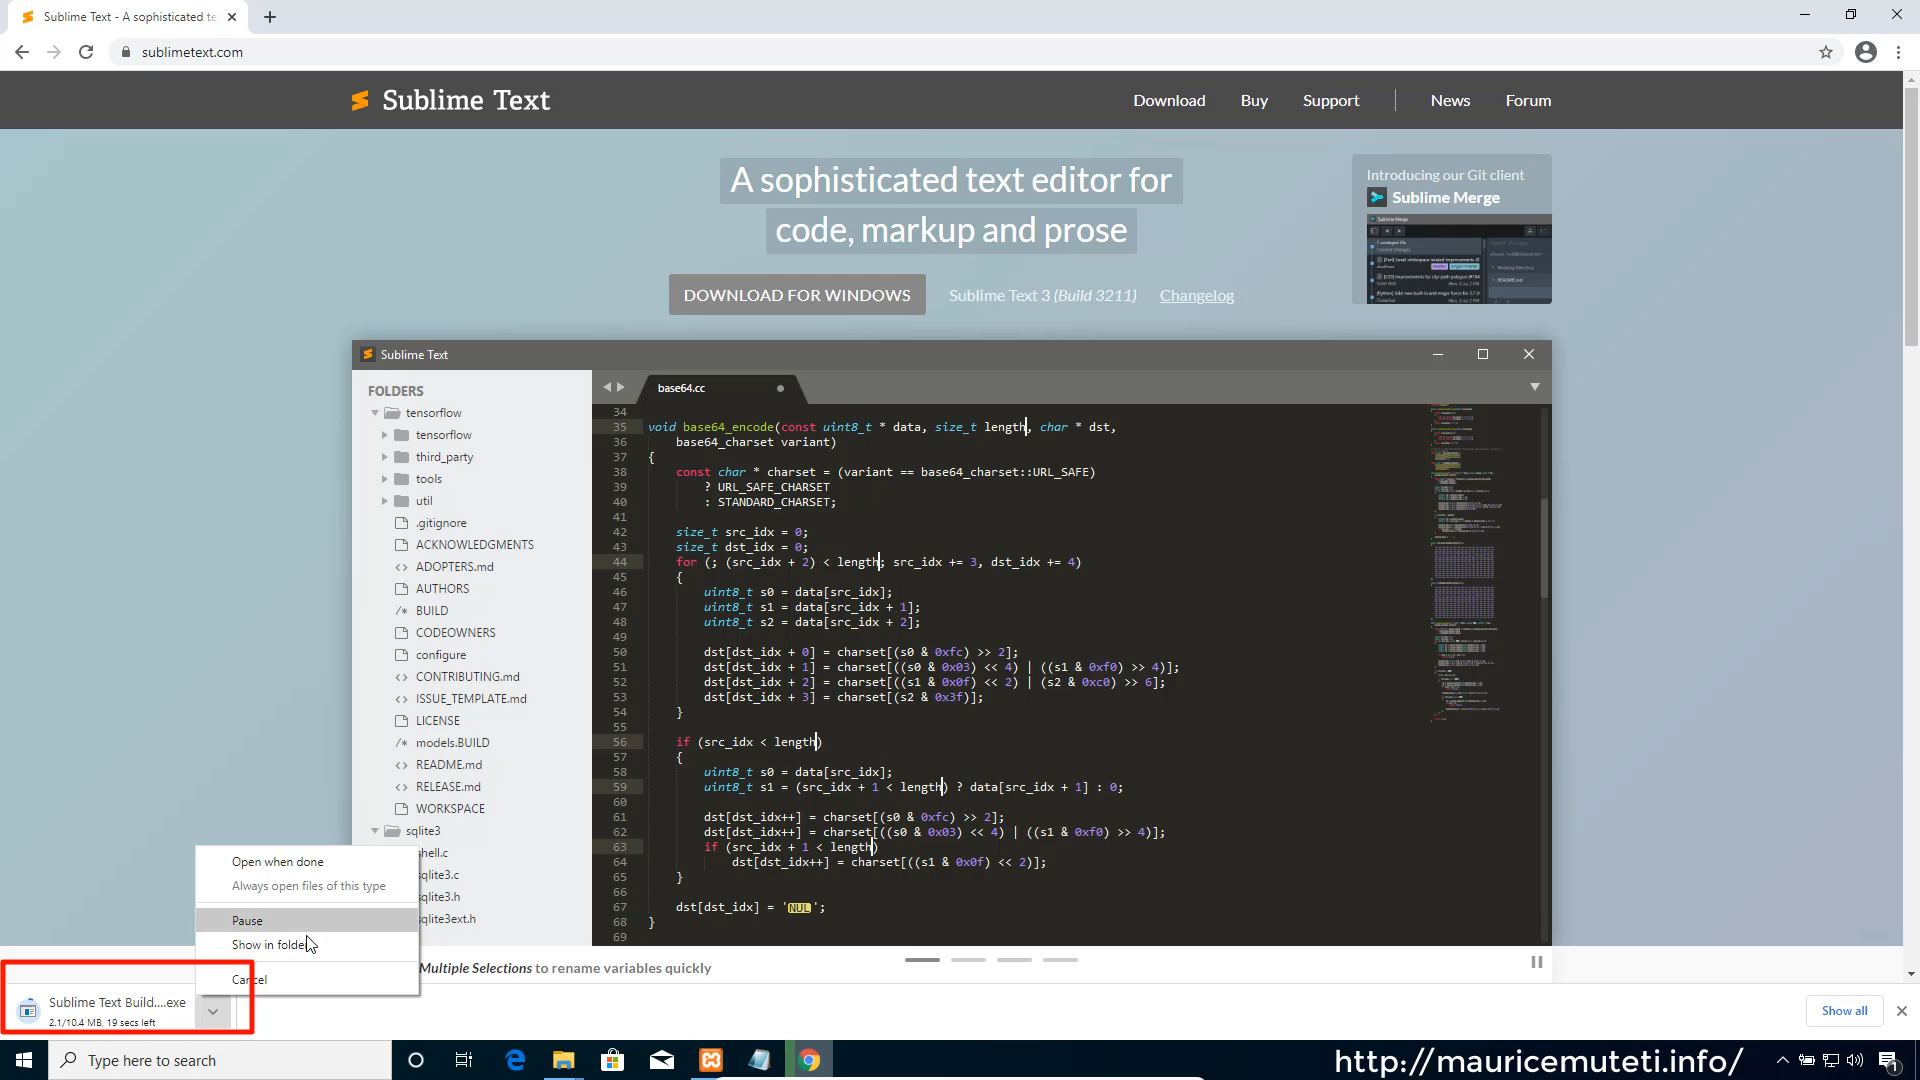 Sublime Text - A sophisticated te
sublimetext.com
Sublime Text
Download
Buy
Support
News
Forum
A sophisticated text editor for
code, markup and prose
Introducing our Git client
Sublime Merge
DOWNLOAD FOR WINDOWS
Sublime Text 3 (Build 3211)
Changelog
Sublime Text
FOLDERS
tensorflow
tensorflow
third_party
tools
util
.gitignore
ACKNOWLEDGMENTS
ADOPTERS.md
AUTHORS
/* BUILD
CODEOWNERS
configure
CONTRIBUTING.md
ISSUE_TEMPLATE.md
LICENSE
/* models.BUILD
README.md
RELEASE.md
WORKSPACE
sqlite3
shell.c
sqlite3.c
sqlite3.h
sqlite3ext.h
base64.cc
34
35 void base64_encode(const uint8_t * data, size_t length, char * dst,
36 base64_charset variant)
37 {
38 const char * charset = (variant == base64_charset::URL_SAFE)
39 ? URL_SAFE_CHARSET
40 : STANDARD_CHARSET;
41
42 size_t src_idx = 0;
43 size_t dst_idx = 0;
44 for (; (src_idx + 2) < length; src_idx += 3, dst_idx += 4)
45 {
46 uint8_t s0 = data[src_idx];
47 uint8_t s1 = data[src_idx + 1];
48 uint8_t s2 = data[src_idx + 2];
49
50 dst[dst_idx + 0] = charset[(s0 & 0xfc) >> 2];
51 dst[dst_idx + 1] = charset[((s0 & 0x03) << 4) | ((s1 & 0xf0) >> 4)];
52 dst[dst_idx + 2] = charset[((s1 & 0x0f) << 2) | (s2 & 0xc0) >> 6];
53 dst[dst_idx + 3] = charset[(s2 & 0x3f)];
54 }
55
56 if (src_idx < length)
57 {
58 uint8_t s0 = data[src_idx];
59 uint8_t s1 = (src_idx + 1 < length) ? data[src_idx + 1] : 0;
60
61 dst[dst_idx++] = charset[(s0 & 0xfc) >> 2];
62 dst[dst_idx++] = charset[((s0 & 0x03) << 4) | ((s1 & 0xf0) >> 4)];
63 if (src_idx + 1 < length)
64 dst[dst_idx++] = charset[((s1 & 0x0f) << 2)];
65 }
66
67 dst[dst_idx] = 'NUL';
68 }
69
Open when done
Always open files of this type
Pause
Show in folder
Cancel
Multiple Selections to rename variables quickly
Sublime Text Build....exe
2.1/10.4 MB, 19 secs left
Show all
Type here to search
http://mauricemuteti.info/
1